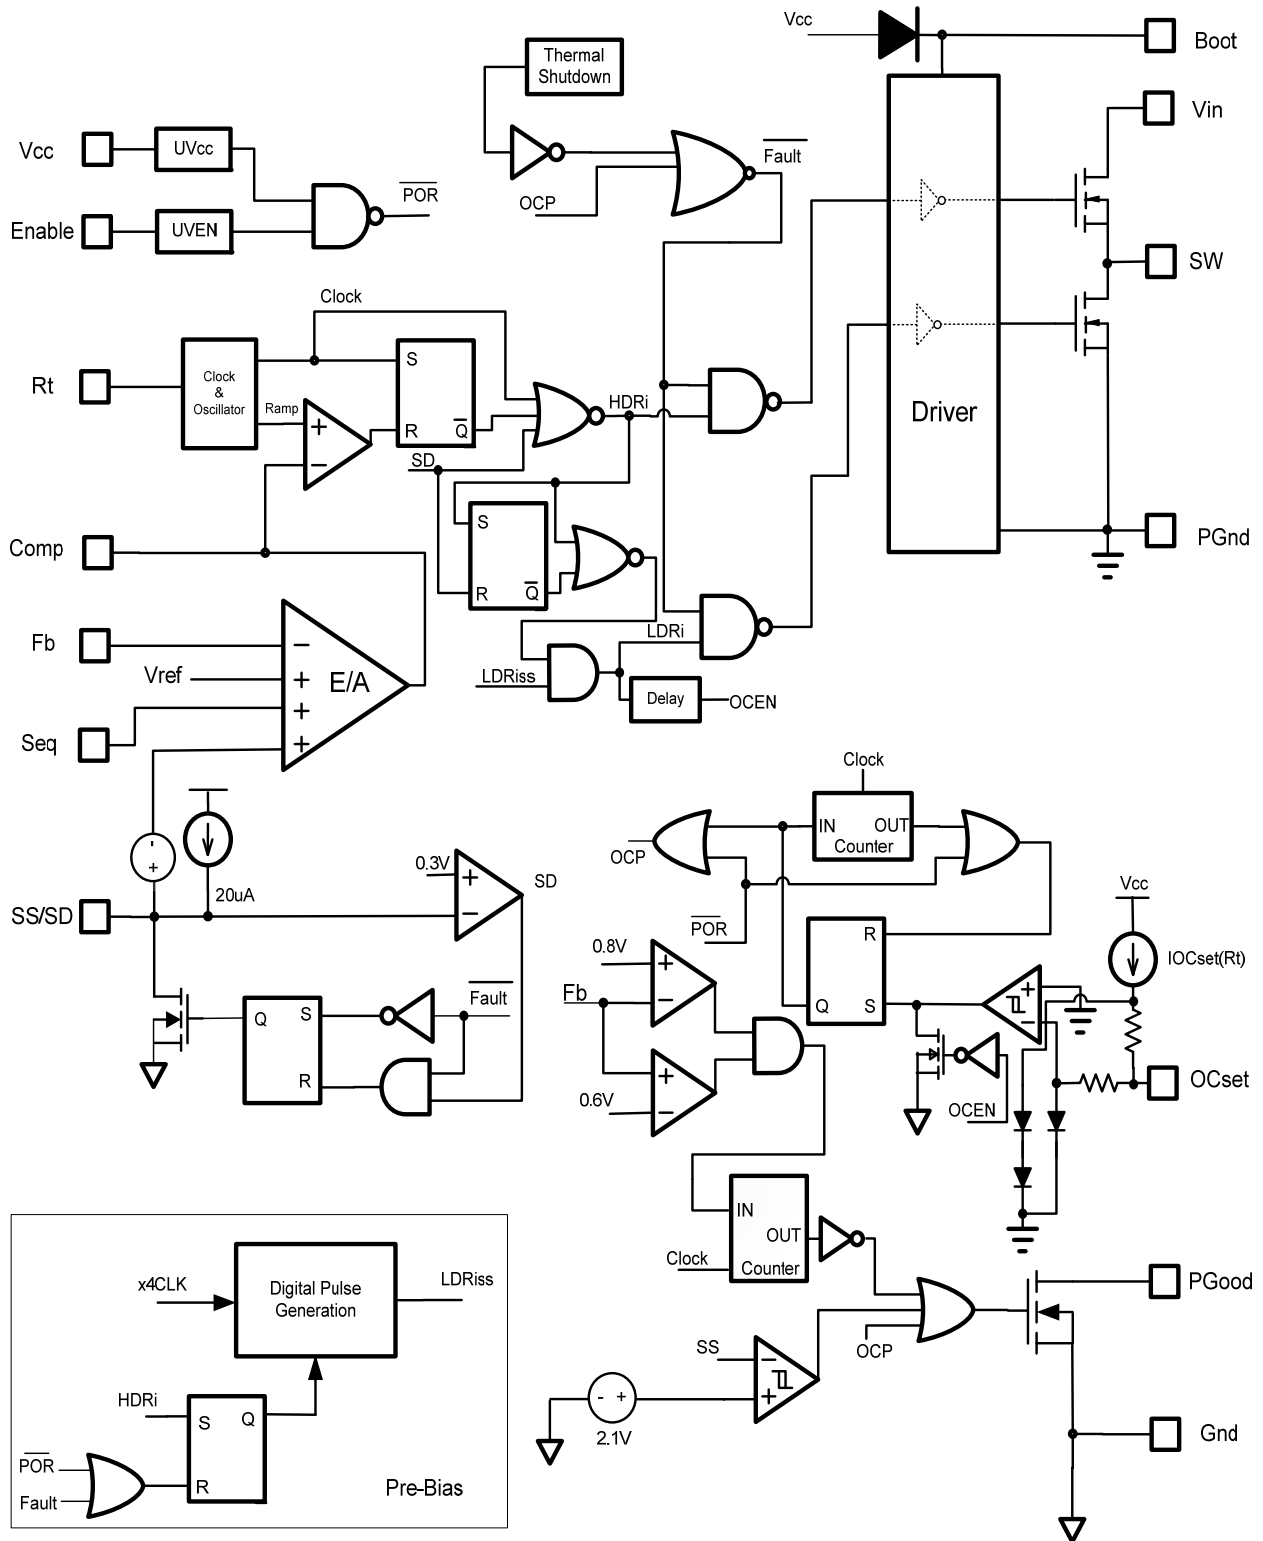 Vcc
Boot
Thermal
Shutdown
Vin
Vcc
UVcc
POR
Fault
OCP
Enable
UVEN
SW
Clock
Rt
Clock
&
Oscillator
Ramp
+
−
S
R
Q
SD
HDRi
Driver
S
R
Q
PGnd
Comp
Fb
Vref
Seq
−
+
+
+
E/A
LDRi
LDRiss
Delay
OCEN
Clock
IN
OUT
Counter
OCP
-
+
20uA
0.3V
+
−
SD
SS/SD
POR
Vcc
IOCset(Rt)
R
Q
S
+
−
0.8V
+
−
Fb
Fault
Q
S
R
+
−
0.6V
OCEN
OCset
IN
OUT
Counter
Clock
x4CLK
Digital Pulse
Generation
LDRiss
PGood
OCP
SS
−
+
-
+
2.1V
HDRi
S
Q
R
POR
Fault
Pre-Bias
Gnd